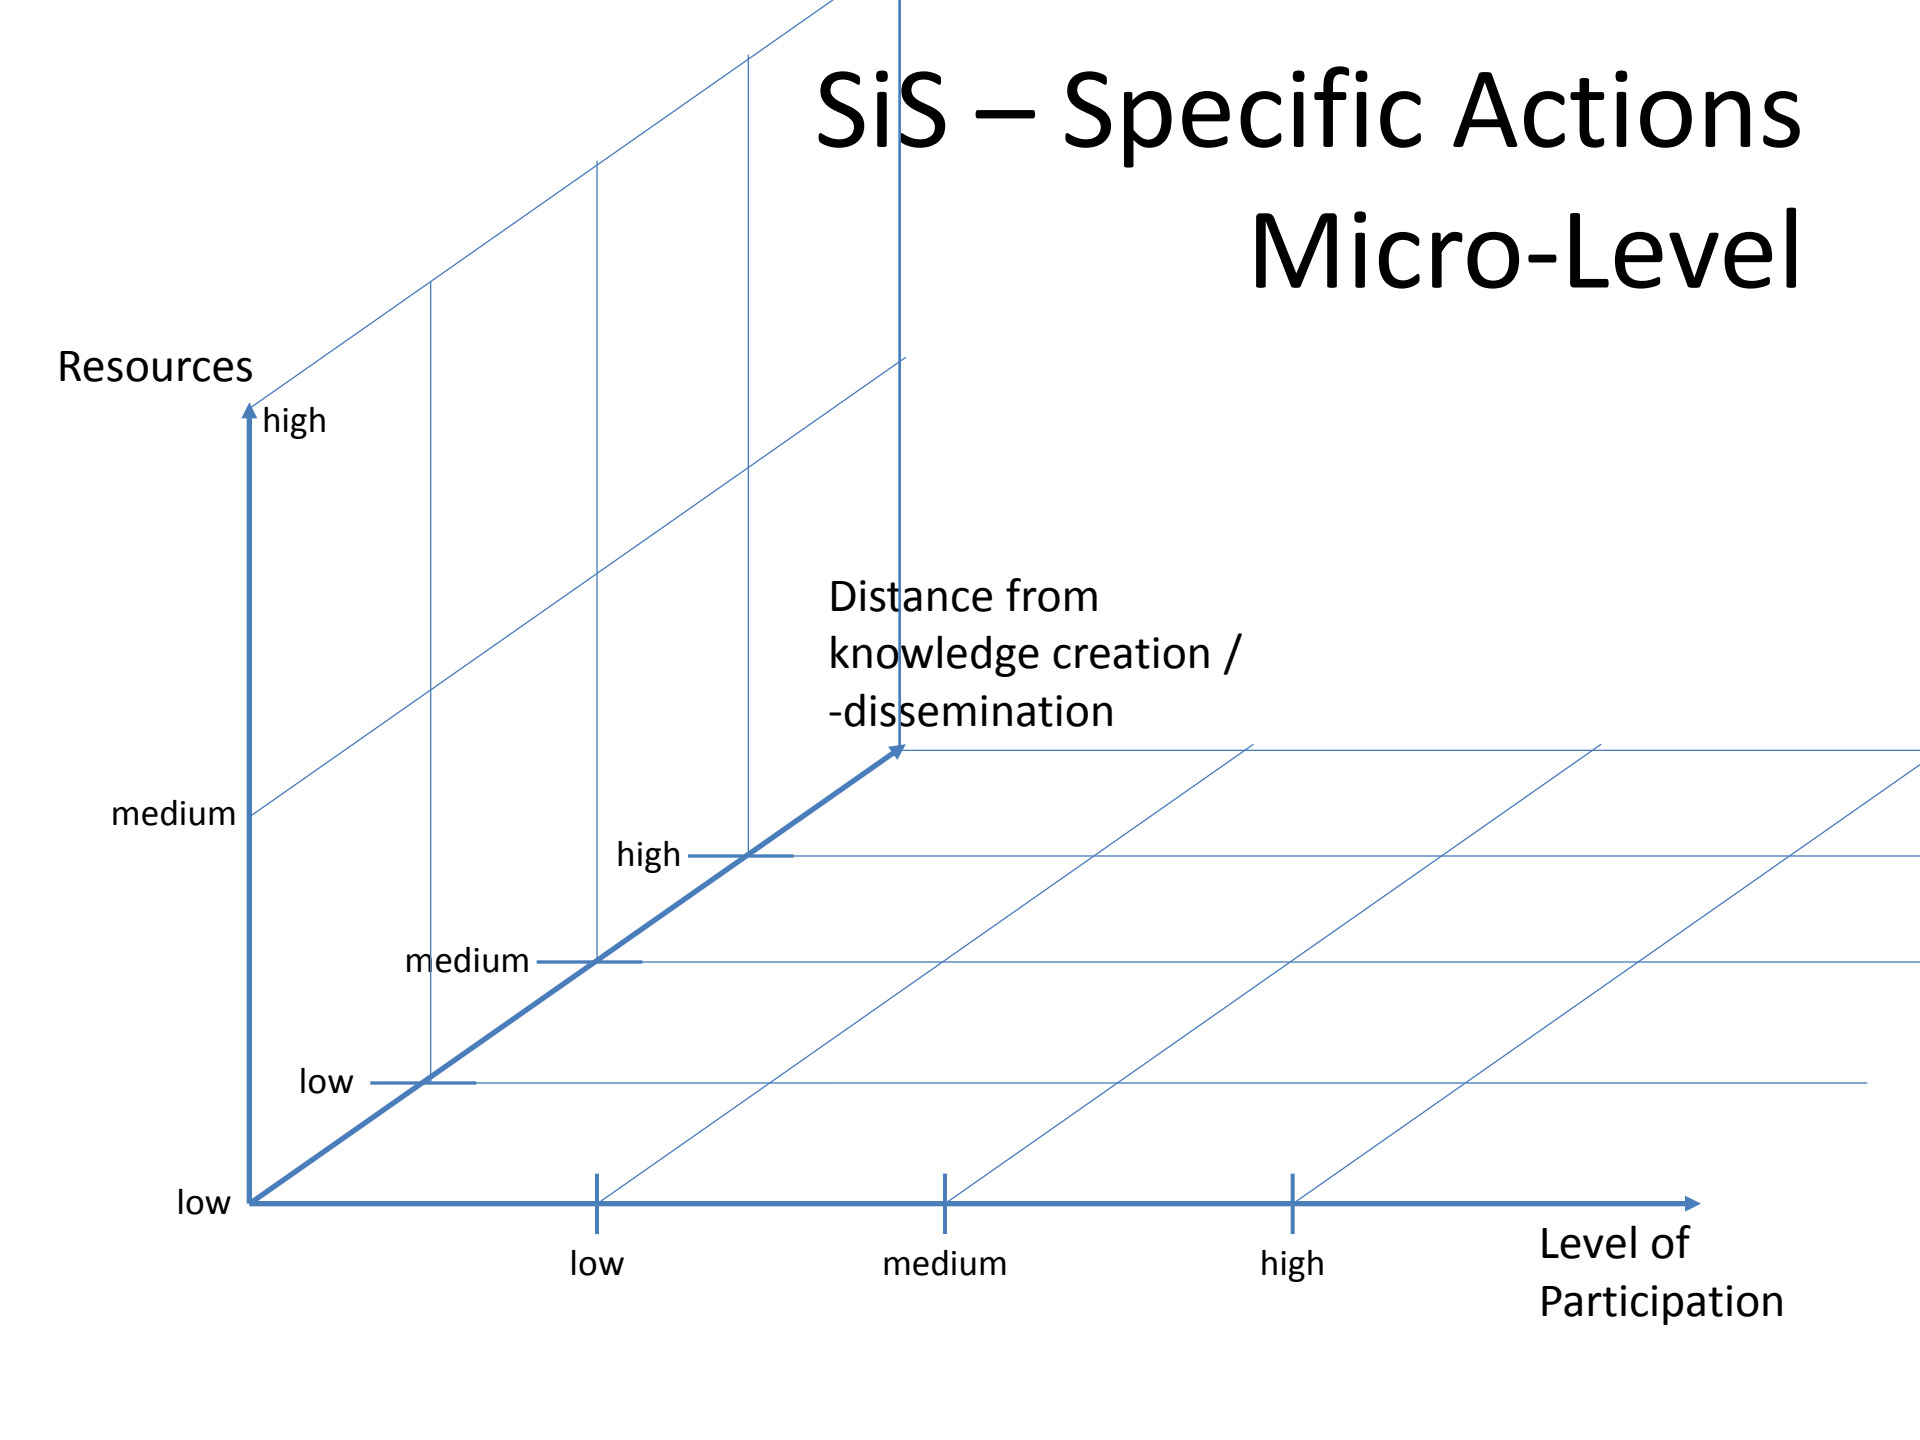 SiS – Specific Actions
Micro-Level
Resources
high
Distance from
knowledge creation /
-dissemination
medium
high
medium
low
low
low
medium
high
Level of
Participation